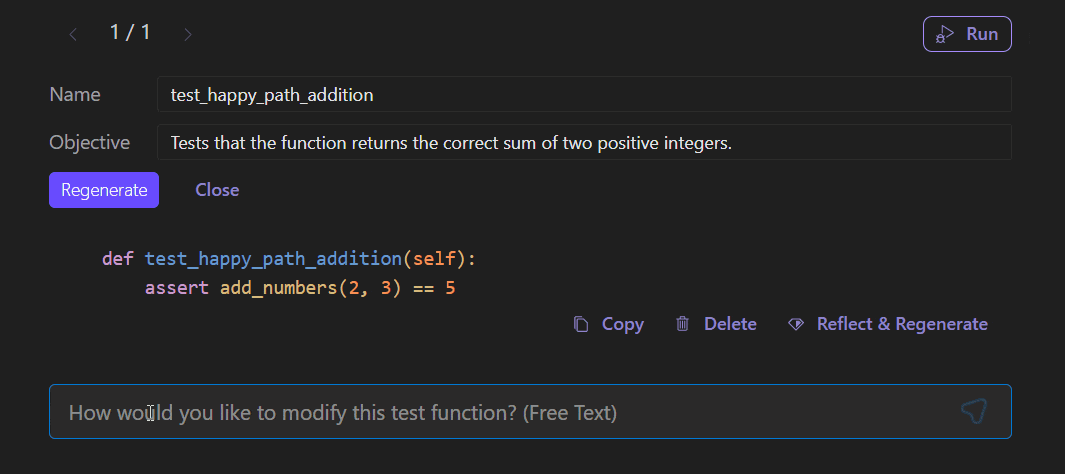 1 / 1
Run
Name
test_happy_path_addition
Objective
Tests that the function returns the correct sum of two positive integers.
Regenerate
Close
def test_happy_path_addition(self):
    assert add_numbers(2, 3) == 5
Copy
Delete
Reflect & Regenerate
How would you like to modify this test function? (Free Text)